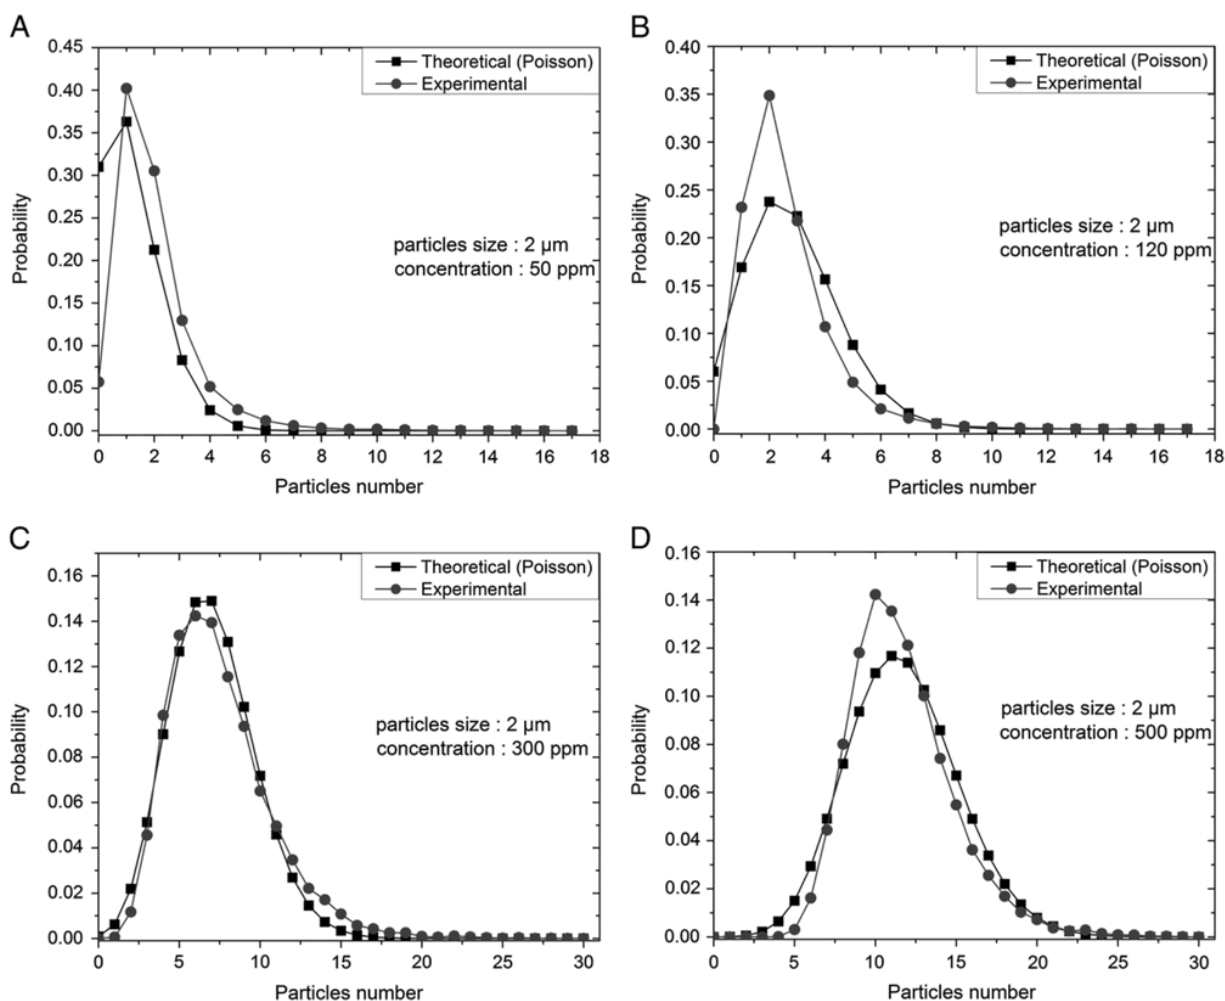 A
0.45
0.40
0.35
0.30
0.25
0.20
0.15
0.10
0.05
0.00
Probability
Theoretical (Poisson)
Experimental
particles size : 2 µm
concentration : 50 ppm
0 2 4 6 8 10 12 14 16 18
Particles number
B
0.40
0.35
0.30
0.25
0.20
0.15
0.10
0.05
0.00
Probability
Theoretical (Poisson)
Experimental
particles size : 2 µm
concentration : 120 ppm
0 2 4 6 8 10 12 14 16 18
Particles number
C
0.16
0.14
0.12
0.10
0.08
0.06
0.04
0.02
0.00
Probability
Theoretical (Poisson)
Experimental
particles size : 2 µm
concentration : 300 ppm
0 5 10 15 20 25 30
Particles number
D
0.16
0.14
0.12
0.10
0.08
0.06
0.04
0.02
0.00
Probability
Theoretical (Poisson)
Experimental
particles size : 2 µm
concentration : 500 ppm
0 5 10 15 20 25 30
Particles number